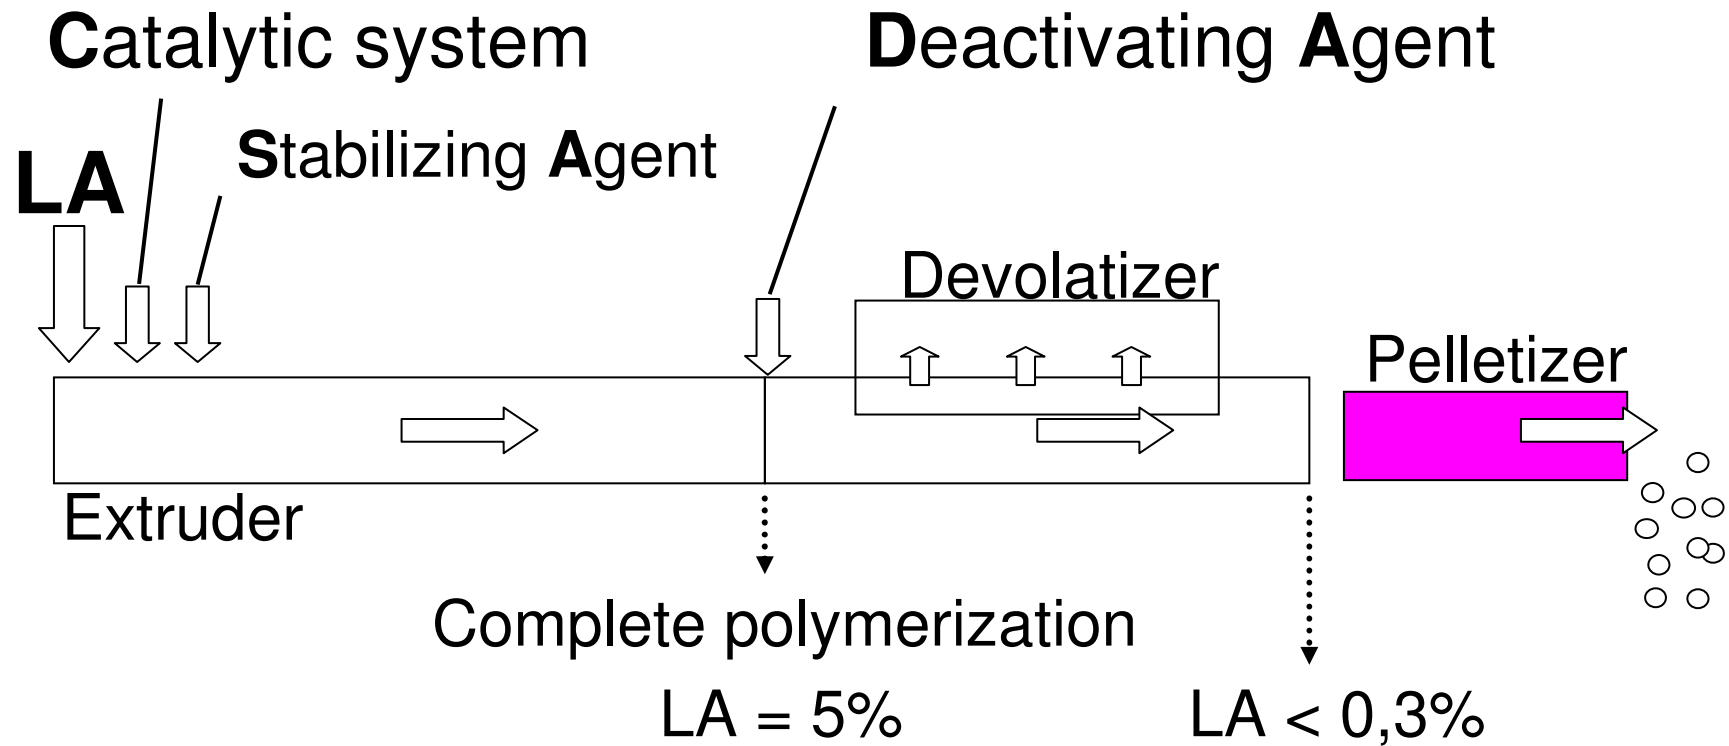 Catalytic system
Deactivating Agent
Stabilizing Agent
LA
Devolatizer
Pelletizer
Extruder
Complete polymerization
LA = 5%
LA < 0,3%